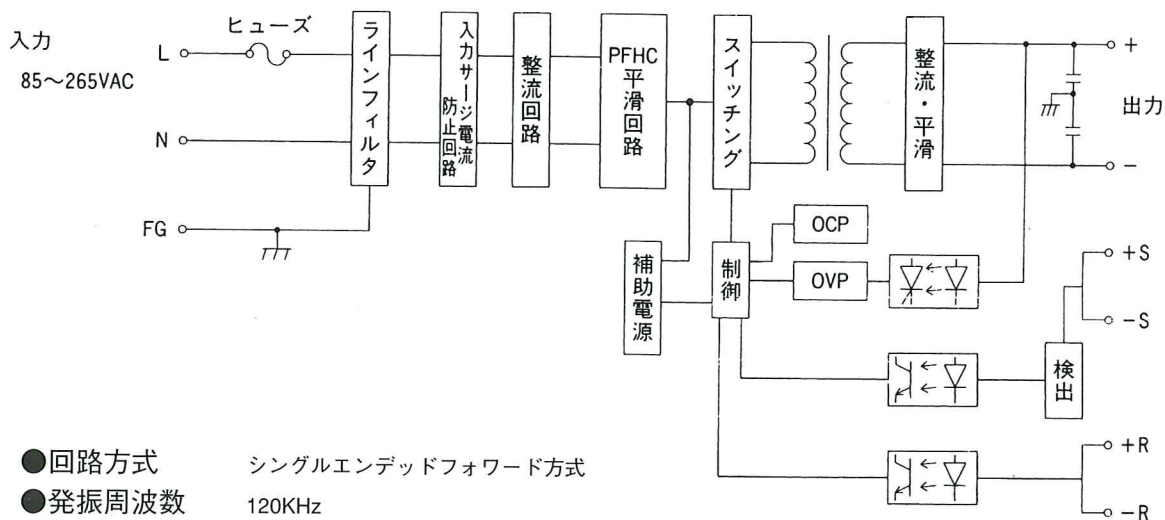 入力
85～265VAC
L
ヒューズ
N
FG
ラインフィルタ
入力サージ電流
防止回路
整流回路
PFHC
平滑回路
スイッチング
整流・平滑
+
出力
-
補助電源
制御
OCP
OVP
+S
-S
検出
+R
-R
●回路方式 シングルエンデッドフォワード方式
●発振周波数 120KHz